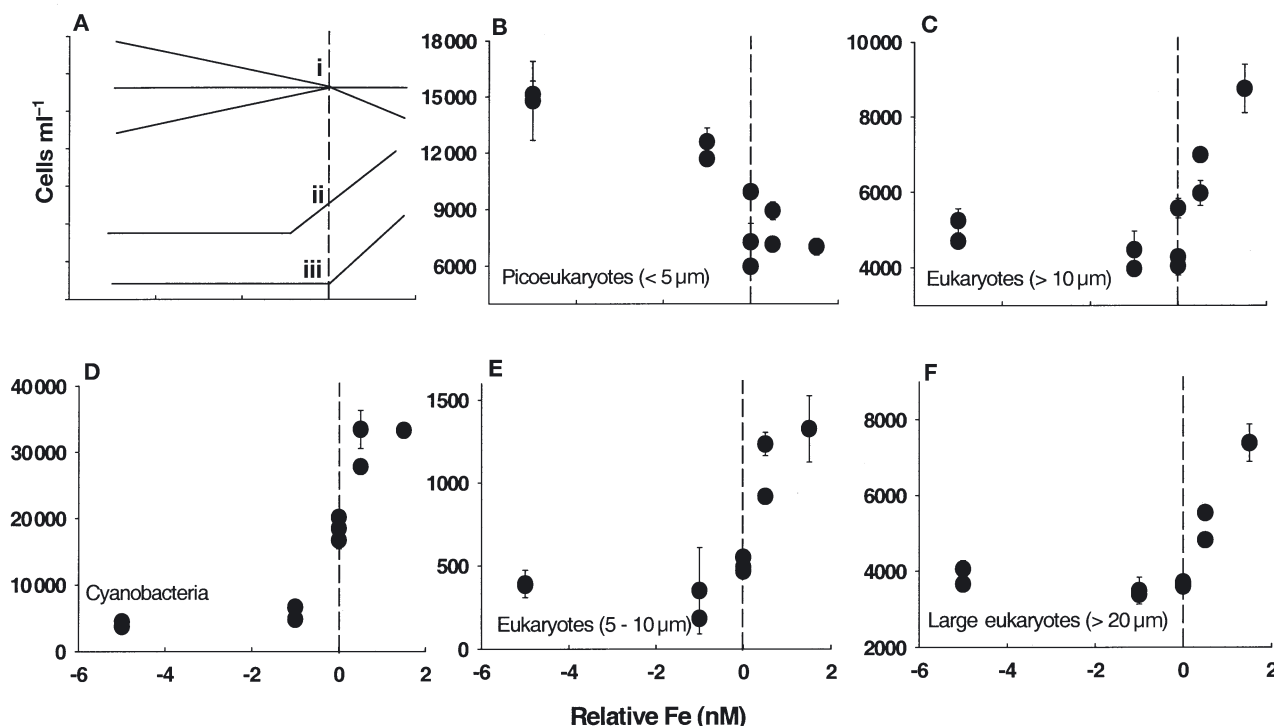 A
Cells ml⁻¹
i
ii
iii
B
18000
15000
12000
9000
6000
Picoeukaryotes (< 5 µm)
C
10000
8000
6000
4000
Eukaryotes (> 10 µm)
D
40000
30000
20000
10000
0
Cyanobacteria
-6 -4 -2 0 2
E
1500
1000
500
0
Eukaryotes (5 - 10 µm)
-6 -4 -2 0 2
F
8000
6000
4000
2000
Large eukaryotes (> 20 µm)
-6 -4 -2 0 2
Relative Fe (nM)